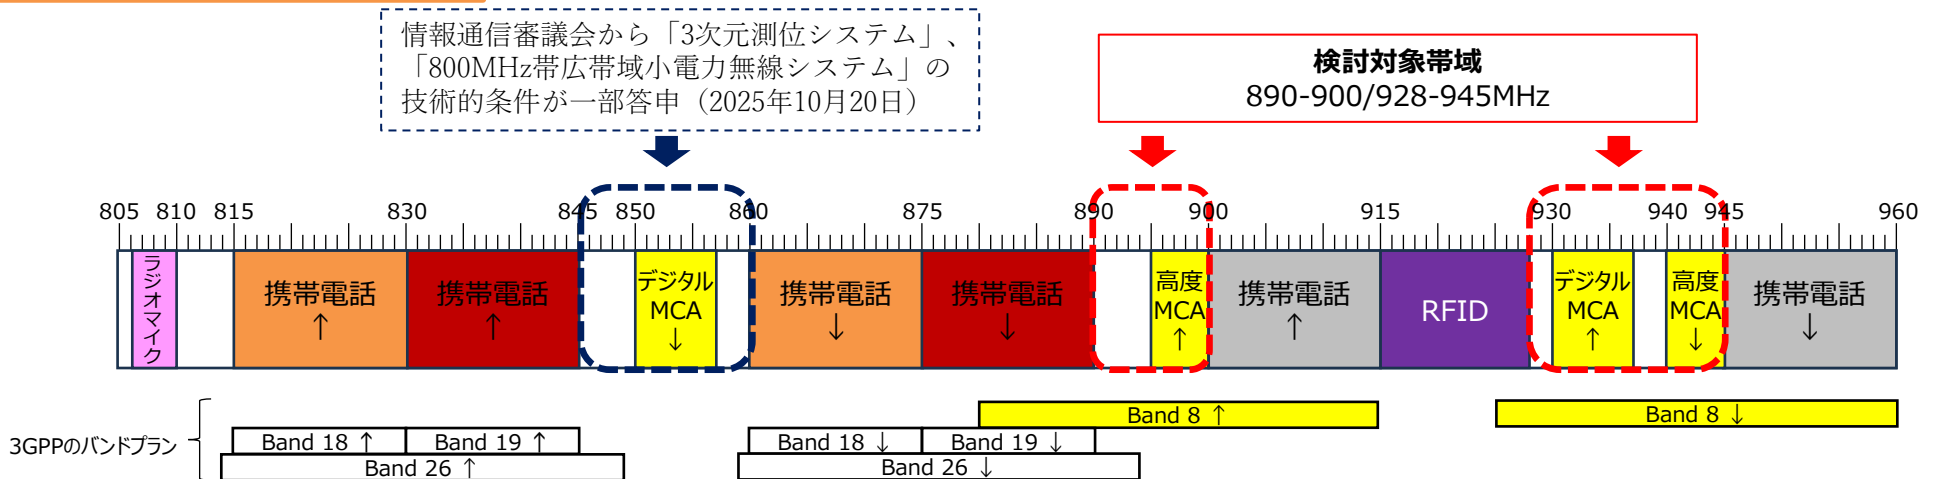 情報通信審議会から「3次元測位システム」、
「800MHz帯広帯域小電力無線システム」の
技術的条件が一部答申（2025年10月20日）
検討対象帯域
890-900/928-945MHz
805 810 815 830 845 850 860 875 890 900 915 930 940 945 960
ラジオマイク
携帯電話
↑
携帯電話
↑
デジタル
MCA
↓
携帯電話
↓
携帯電話
↓
高度
MCA
↑
携帯電話
↑
RFID
デジタル
MCA
↑
高度
MCA
↓
携帯電話
↓
3GPPのバンドプラン
Band 8 ↑
Band 8 ↓
Band 18 ↑
Band 19 ↑
Band 18 ↓
Band 19 ↓
Band 26 ↑
Band 26 ↓